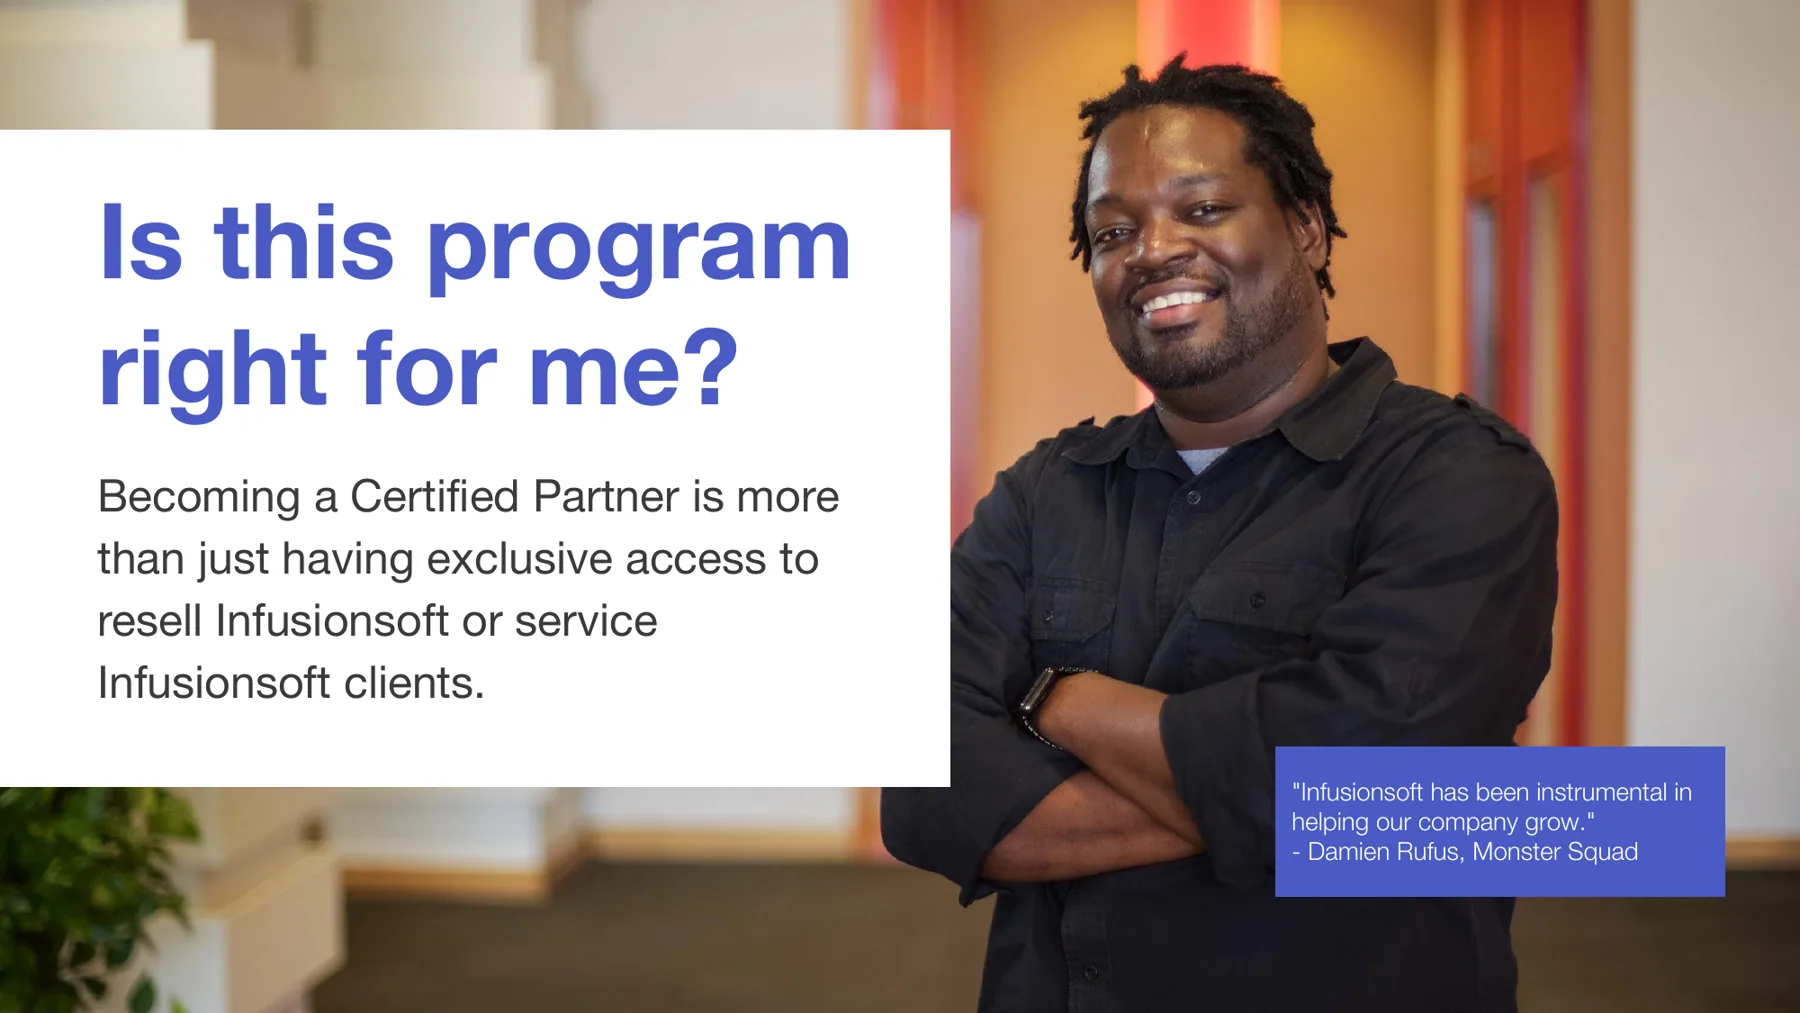 Is this program
right for me?
Becoming a Certified Partner is more
than just having exclusive access to
resell Infusionsoft or service
Infusionsoft clients.
"Infusionsoft has been instrumental in
helping our company grow."
- Damien Rufus, Monster Squad